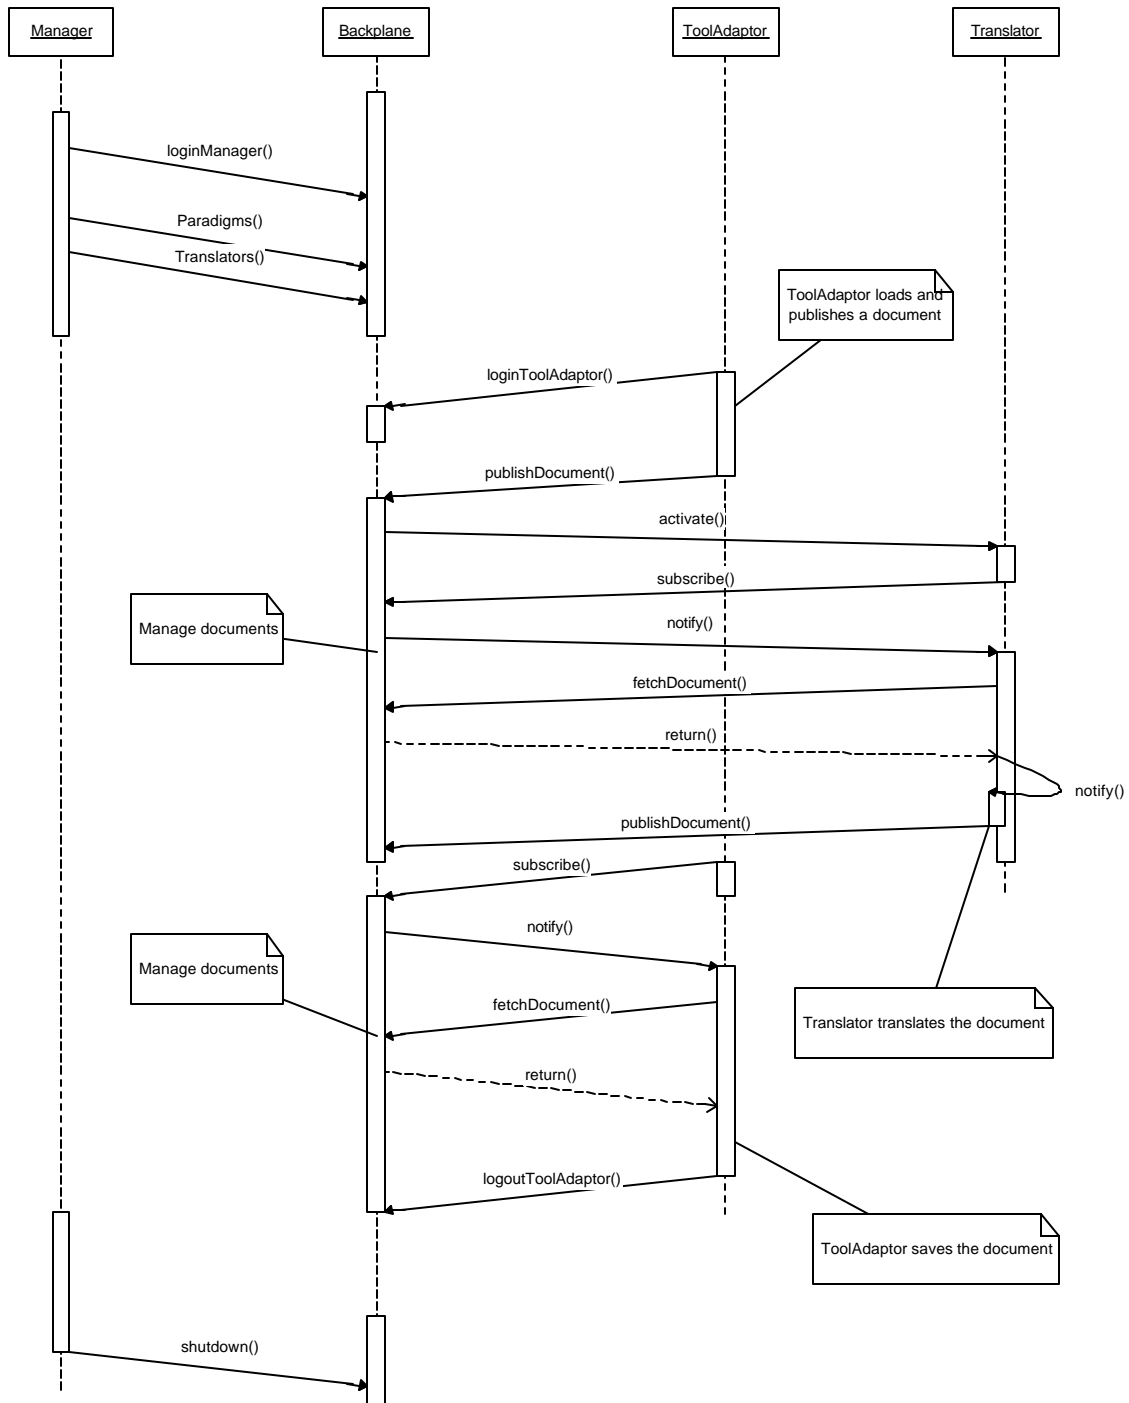 Manager
Backplane
ToolAdaptor
Translator
loginManager()
Paradigms()
Translators()
ToolAdaptor loads and
publishes a document
loginToolAdaptor()
publishDocument()
activate()
subscribe()
Manage documents
notify()
fetchDocument()
return()
notify()
publishDocument()
subscribe()
notify()
Manage documents
fetchDocument()
Translator translates the document
return()
logoutToolAdaptor()
ToolAdaptor saves the document
shutdown()